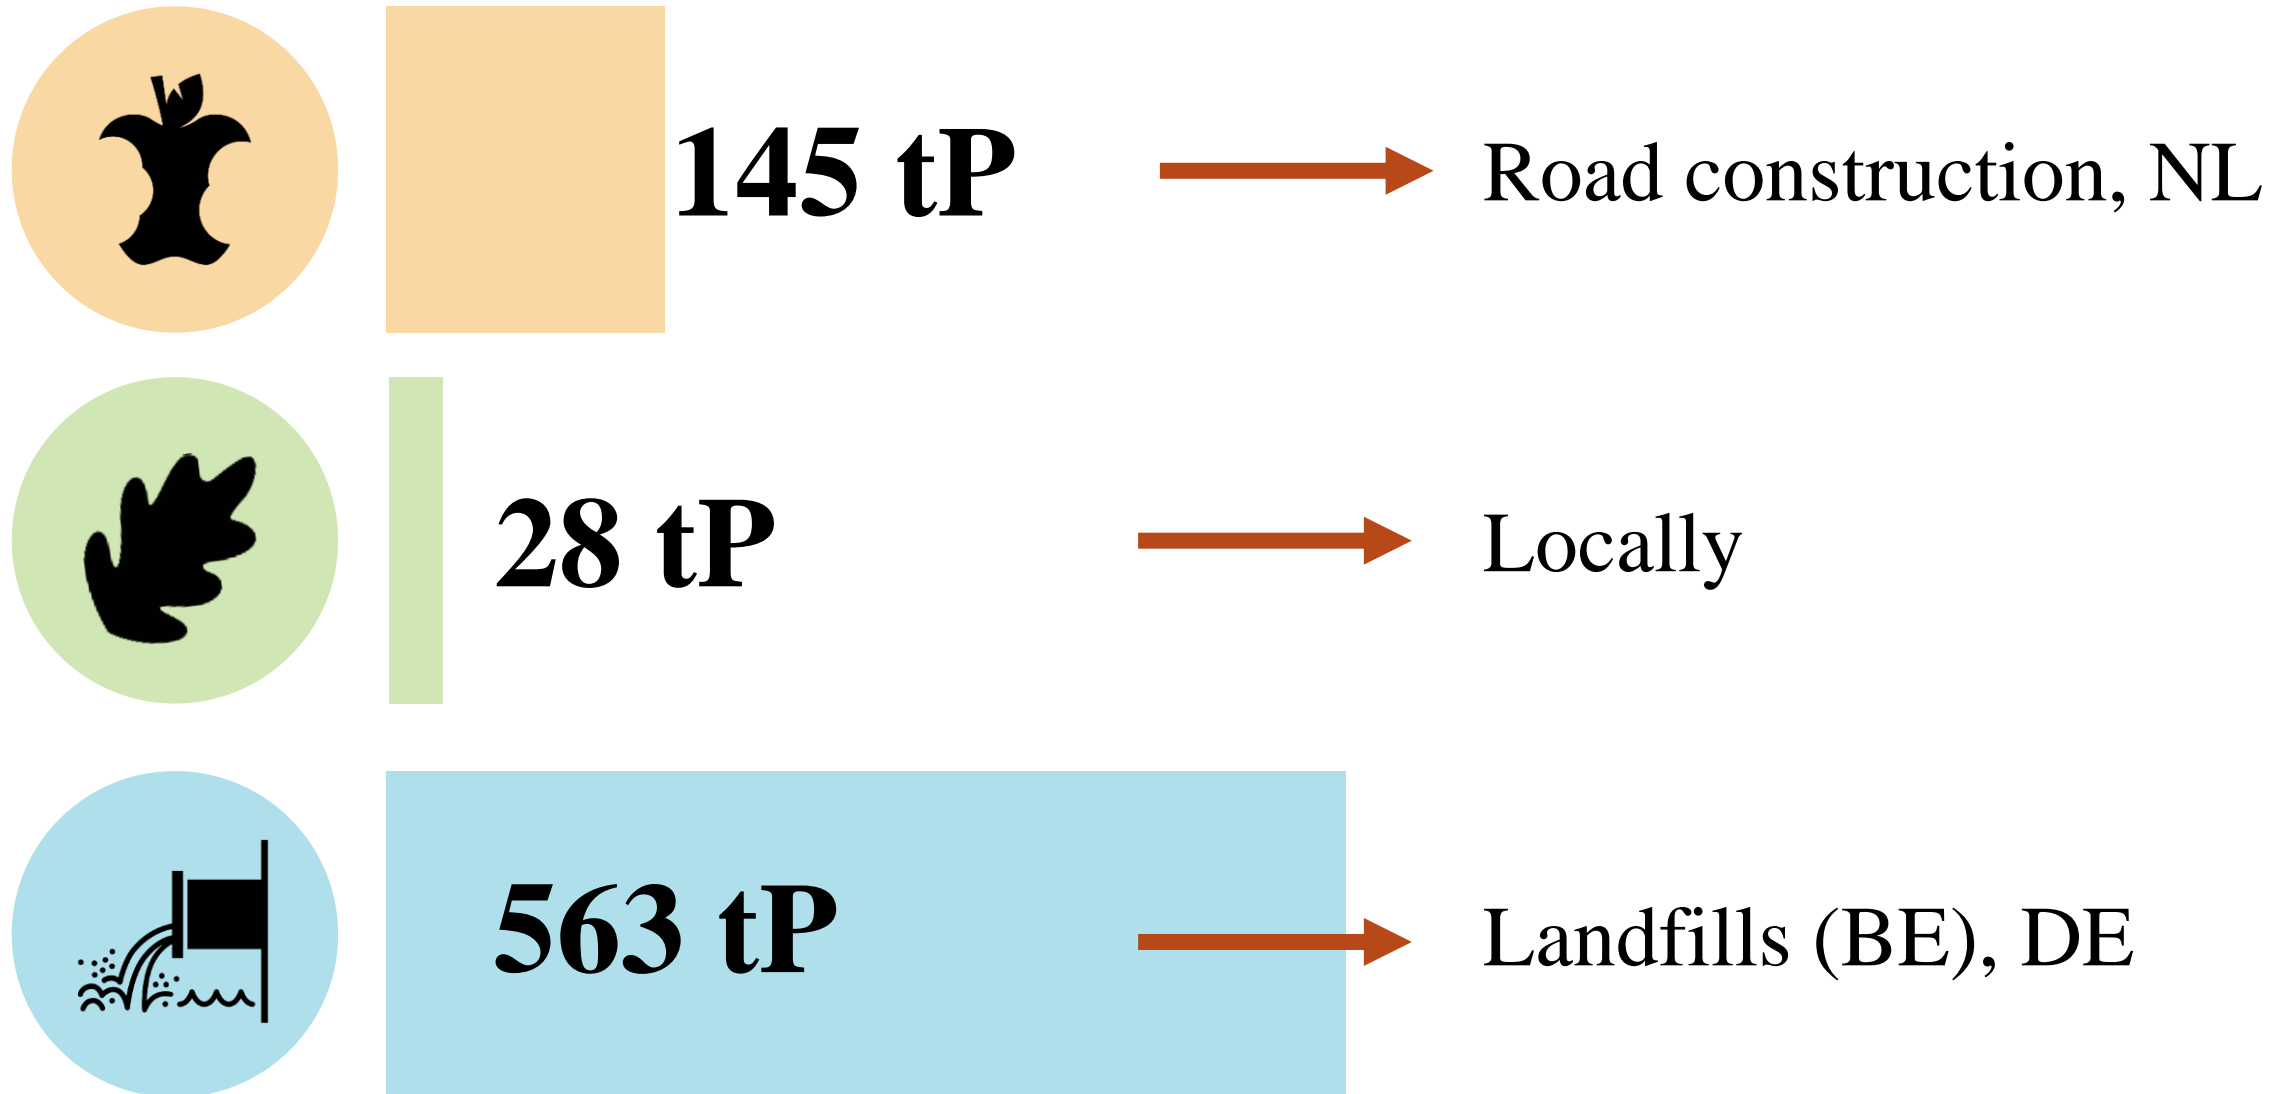 145 tP
Road construction, NL
28 tP
Locally
563 tP
Landfills (BE), DE